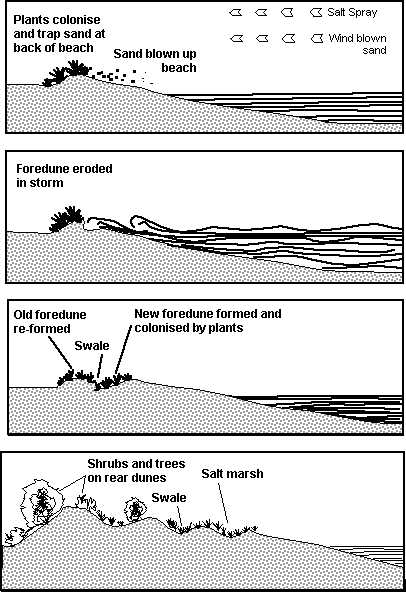 Plants colonise
and trap sand at
back of beach
Sand blown up
beach
Salt Spray
Wind blown
sand
Foredune eroded
in storm
Old foredune
re-formed
Swale
New foredune formed and
colonised by plants
Shrubs and trees
on rear dunes
Swale
Salt marsh